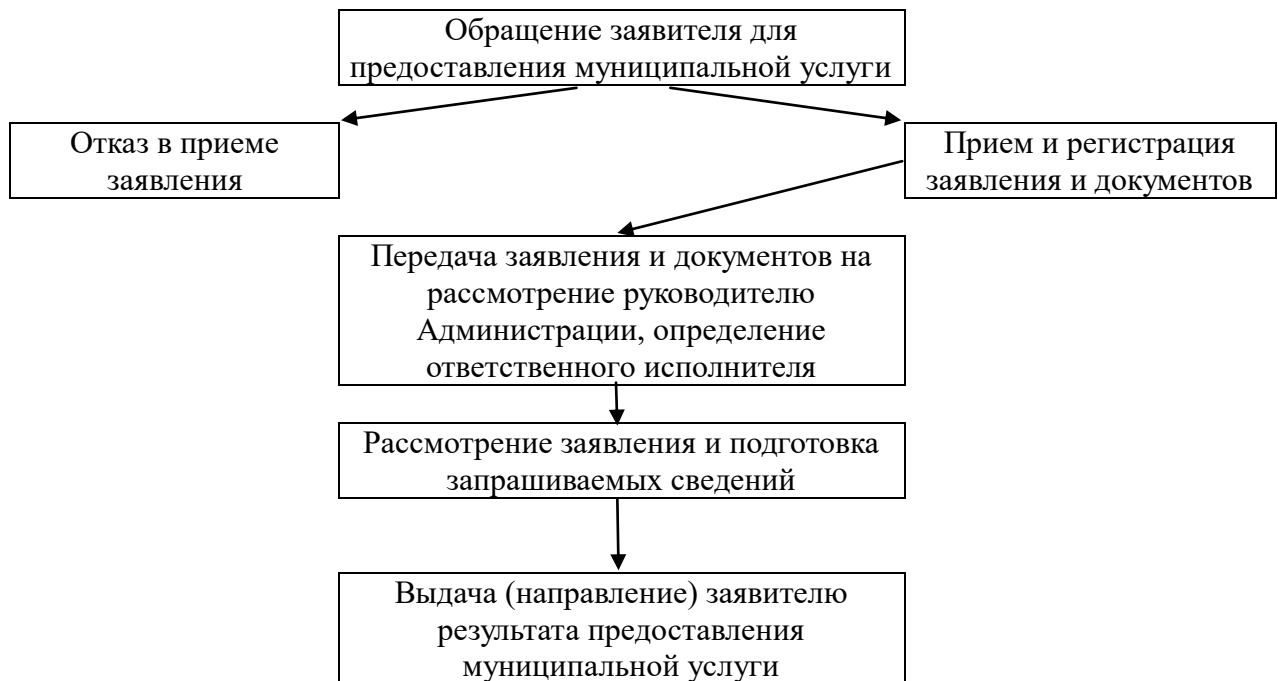 Обращение заявителя для
предоставления муниципальной услуги
Отказ в приеме
заявления
Прием и регистрация
заявления и документов
Передача заявления и документов на
рассмотрение руководителю
Администрации, определение
ответственного исполнителя
Рассмотрение заявления и подготовка
запрашиваемых сведений
Выдача (направление) заявителю
результата предоставления
муниципальной услуги